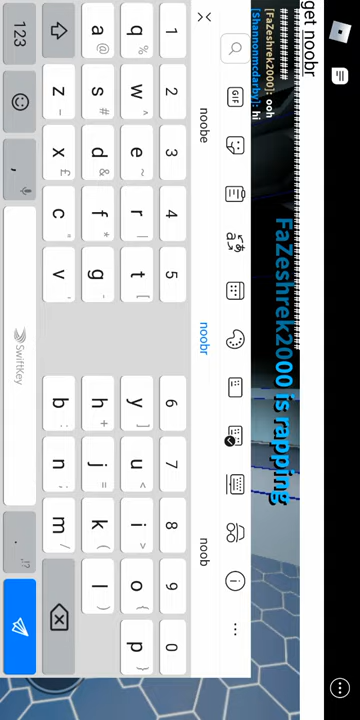 get noobr
########
[FaZeshrek2000]: ooh
[Shannonmcdarby]: hi
FaZeshrek2000 is rapping
GIF
noobe noobr noob
1 2 3 4 5 6 7 8 9 0
q w e r t y u i o p
% ^ ~ | [ ] < > { }
a s d f g h j k l
@ # & * - + = ( )
z x c v b n m
123 , SwiftKey . ,!?